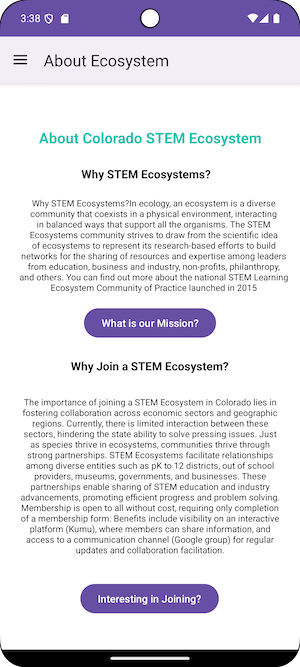 3:38
About Ecosystem
About Colorado STEM Ecosystem
Why STEM Ecosystems?
Why STEM Ecosystems?In ecology, an ecosystem is a diverse
community that coexists in a physical environment, interacting
in balanced ways that support all the organisms. The STEM
Ecosystems community strives to draw from the scientific idea
of ecosystems to represent its research-based efforts to build
networks for the sharing of resources and expertise among leaders
from education, business and industry, non-profits, philanthropy,
and others. You can find out more about the national STEM Learning
Ecosystem Community of Practice launched in 2015
What is our Mission?
Why Join a STEM Ecosystem?
The importance of joining a STEM Ecosystem in Colorado lies in
fostering collaboration across economic sectors and geographic
regions. Currently, there is limited interaction between these
sectors, hindering the state ability to solve pressing issues. Just
as species thrive in ecosystems, communities thrive through
strong partnerships. STEM Ecosystems facilitate relationships
among diverse entities such as pK to 12 districts, out of school
providers, museums, governments, and businesses. These
partnerships enable sharing of STEM education and industry
advancements, promoting efficient progress and problem solving.
Membership is open to all without cost, requiring only completion
of a membership form. Benefits include visibility on an interactive
platform (Kumu), where members can share information, and
access to a communication channel (Google group) for regular
updates and collaboration facilitation.
Interesting in Joining?